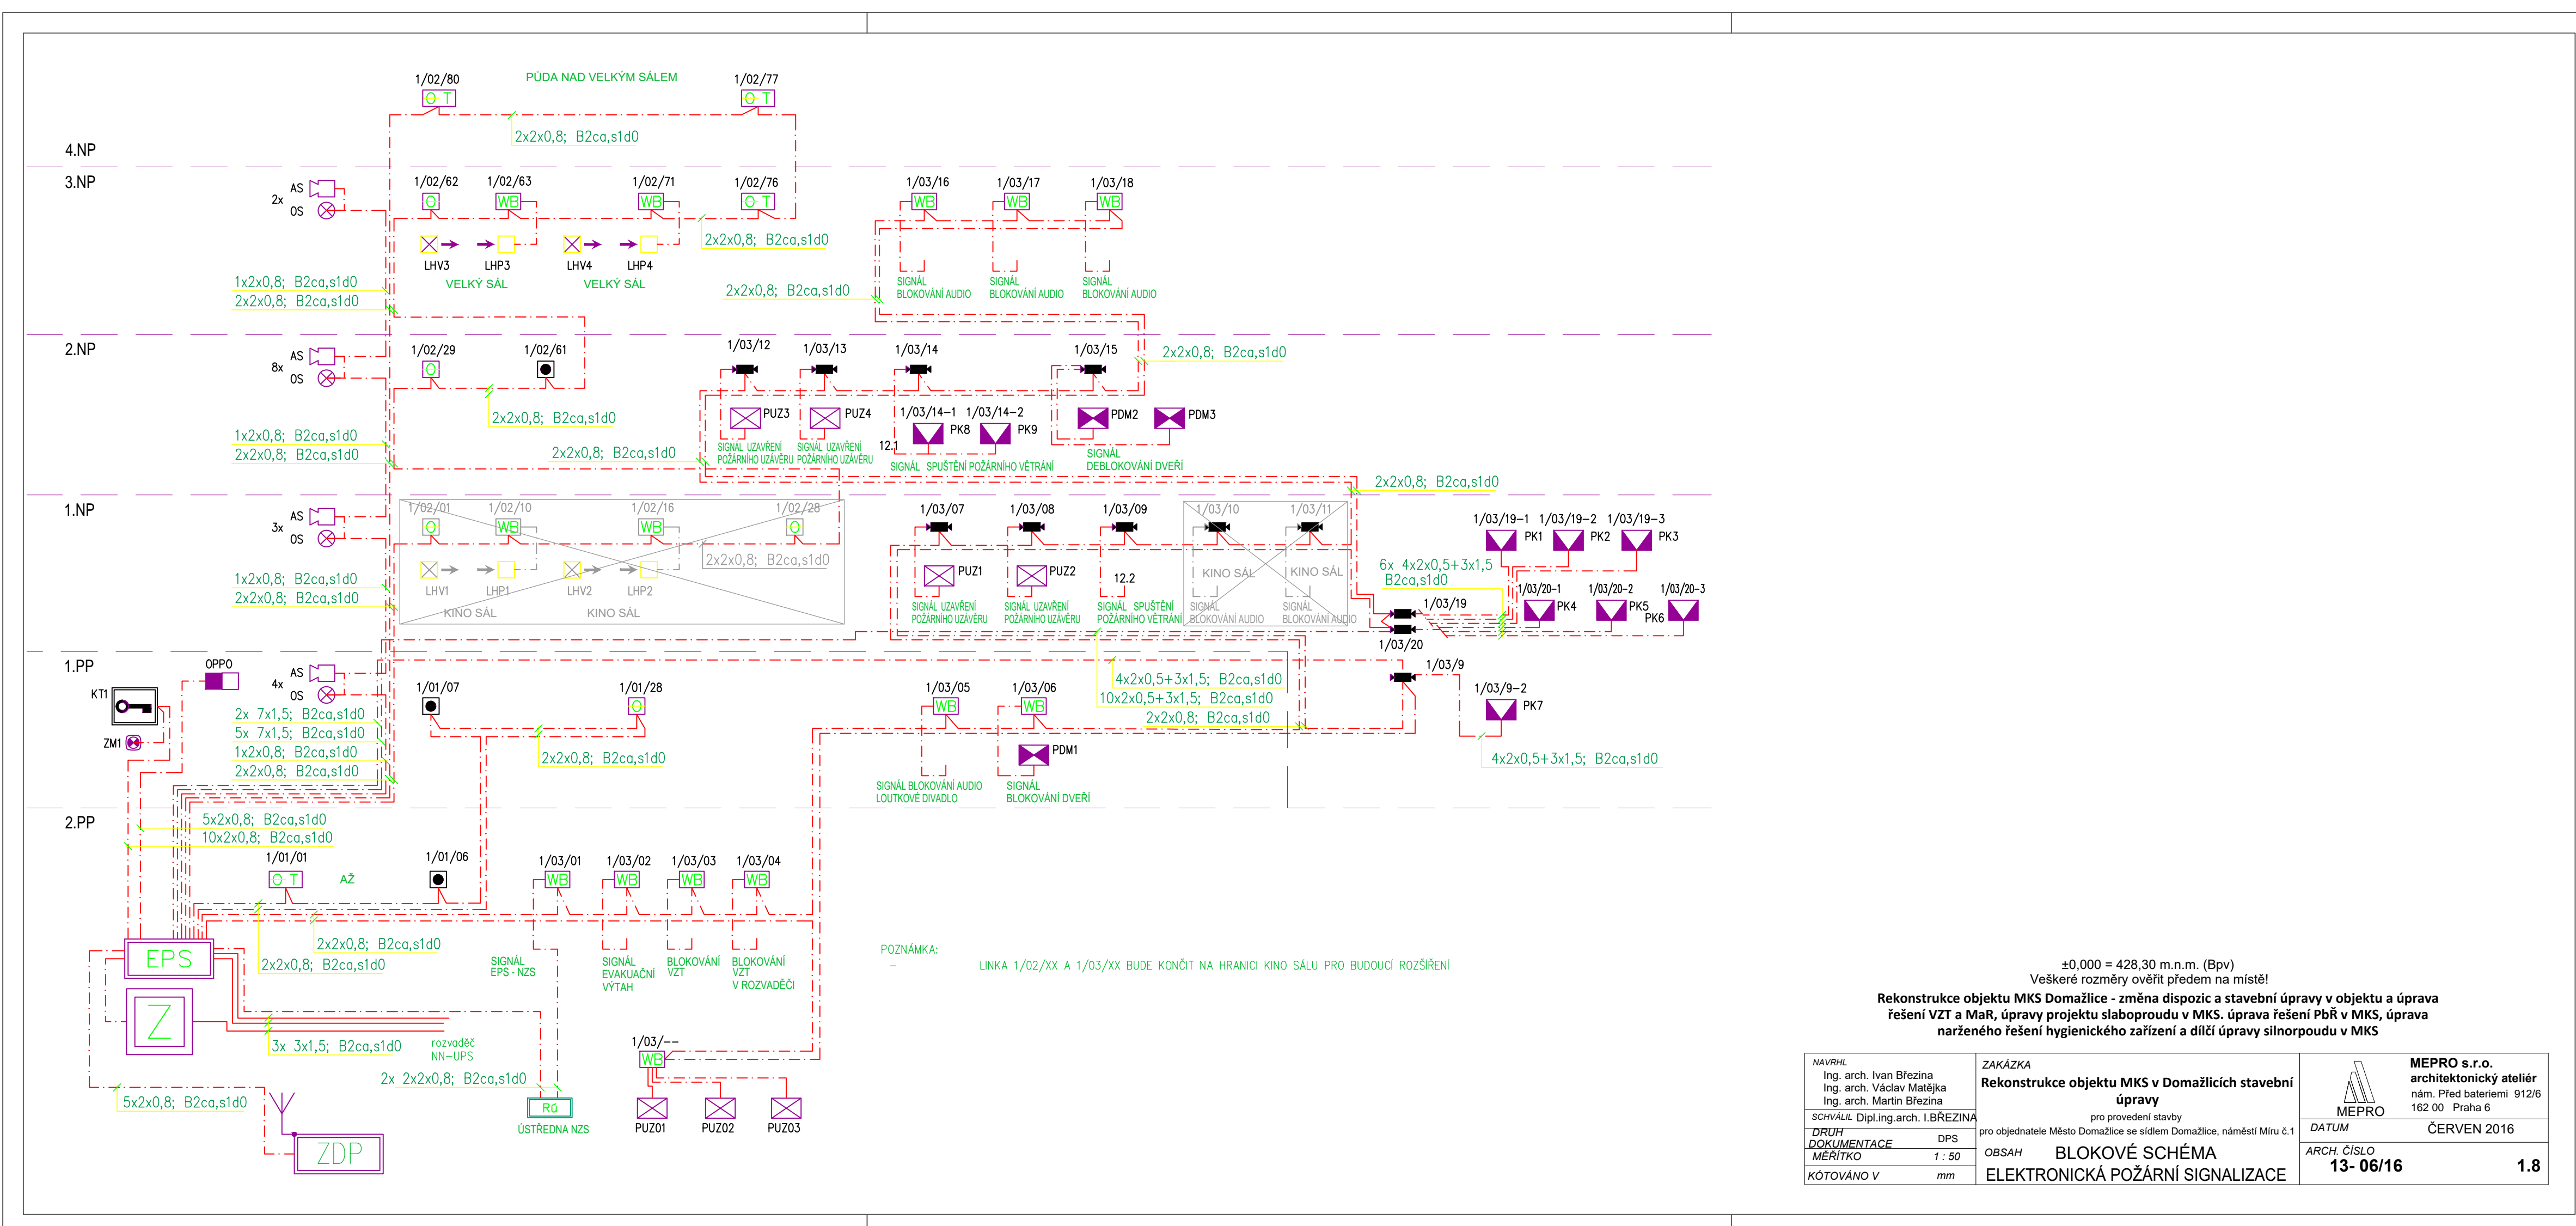 1/02/80
PŮDA NAD VELKÝM SÁLEM
1/02/77
O T
O T
2x2x0,8; B2ca,s1d0
4.NP
3.NP
AS
2x
OS
1/02/62
1/02/63
1/02/71
1/02/76
O
WB
WB
O T
1/03/16
1/03/17
1/03/18
WB
WB
WB
2x2x0,8; B2ca,s1d0
LHV3
LHP3
LHV4
LHP4
VELKÝ SÁL
VELKÝ SÁL
1x2x0,8; B2ca,s1d0
2x2x0,8; B2ca,s1d0
2x2x0,8; B2ca,s1d0
SIGNÁL
BLOKOVÁNÍ AUDIO
SIGNÁL
BLOKOVÁNÍ AUDIO
SIGNÁL
BLOKOVÁNÍ AUDIO
2.NP
AS
8x
OS
1/02/29
1/02/61
O
1/03/12
1/03/13
1/03/14
1/03/15
2x2x0,8; B2ca,s1d0
2x2x0,8; B2ca,s1d0
PUZ3
PUZ4
1/03/14-1
1/03/14-2
PK8
PK9
PDM2
PDM3
12.1
SIGNÁL UZAVŘENÍ
POŽÁRNÍHO UZÁVĚRU
SIGNÁL UZAVŘENÍ
POŽÁRNÍHO UZÁVĚRU
SIGNÁL SPUŠTĚNÍ POŽÁRNÍHO VĚTRÁNÍ
SIGNÁL
DEBLOKOVÁNÍ DVEŘÍ
1x2x0,8; B2ca,s1d0
2x2x0,8; B2ca,s1d0
2x2x0,8; B2ca,s1d0
2x2x0,8; B2ca,s1d0
1.NP
AS
3x
OS
1/02/01
1/02/10
1/02/16
1/02/28
O
WB
WB
O
2x2x0,8; B2ca,s1d0
LHV1
LHP1
LHV2
LHP2
KINO SÁL
KINO SÁL
1/03/07
1/03/08
1/03/09
1/03/10
1/03/11
PUZ1
PUZ2
12.2
KINO SÁL
KINO SÁL
SIGNÁL UZAVŘENÍ
POŽÁRNÍHO UZÁVĚRU
SIGNÁL UZAVŘENÍ
POŽÁRNÍHO UZÁVĚRU
SIGNÁL SPUŠTĚNÍ
POŽÁRNÍHO VĚTRÁNÍ
SIGNÁL
BLOKOVÁNÍ AUDIO
SIGNÁL
BLOKOVÁNÍ AUDIO
1/03/19-1
1/03/19-2
1/03/19-3
PK1
PK2
PK3
6x 4x2x0,5+3x1,5
B2ca,s1d0
1/03/20-1
1/03/20-2
1/03/20-3
PK4
PK5
PK6
1/03/19
1/03/20
1x2x0,8; B2ca,s1d0
2x2x0,8; B2ca,s1d0
1.PP
OPPO
KT1
ZM1
AS
4x
OS
2x 7x1,5; B2ca,s1d0
5x 7x1,5; B2ca,s1d0
1x2x0,8; B2ca,s1d0
2x2x0,8; B2ca,s1d0
1/01/07
1/01/28
O
2x2x0,8; B2ca,s1d0
1/03/05
1/03/06
WB
WB
PDM1
SIGNÁL BLOKOVÁNÍ AUDIO
LOUTKOVÉ DIVADLO
SIGNÁL
BLOKOVÁNÍ DVEŘÍ
4x2x0,5+3x1,5; B2ca,s1d0
10x2x0,5+3x1,5; B2ca,s1d0
2x2x0,8; B2ca,s1d0
1/03/9
1/03/9-2
PK7
4x2x0,5+3x1,5; B2ca,s1d0
2.PP
5x2x0,8; B2ca,s1d0
10x2x0,8; B2ca,s1d0
1/01/01
O T
AŽ
1/01/06
1/03/01
1/03/02
1/03/03
1/03/04
WB
WB
WB
WB
2x2x0,8; B2ca,s1d0
2x2x0,8; B2ca,s1d0
EPS
SIGNÁL
EPS - NZS
SIGNÁL
EVAKUAČNÍ
VÝTAH
BLOKOVÁNÍ
VZT
BLOKOVÁNÍ
VZT
V ROZVADĚČI
Z
3x 3x1,5; B2ca,s1d0
rozvaděč
NN-UPS
2x 2x2x0,8; B2ca,s1d0
5x2x0,8; B2ca,s1d0
Rú
ÚSTŘEDNA NZS
ZDP
1/03/--
WB
PUZ01
PUZ02
PUZ03
POZNÁMKA:
- LINKA 1/02/XX A 1/03/XX BUDE KONČIT NA HRANICI KINO SÁLU PRO BUDOUCÍ ROZŠÍŘENÍ
±0,000 = 428,30 m.n.m. (Bpv)
Veškeré rozměry ověřit předem na místě!
Rekonstrukce objektu MKS Domažlice - změna dispozic a stavební úpravy v objektu a úprava
řešení VZT a MaR, úpravy projektu slaboproudu v MKS. úprava řešení PbŘ v MKS, úprava
narženého řešení hygienického zařízení a dílčí úpravy silnorpoudu v MKS
NAVRHL
Ing. arch. Ivan Březina
Ing. arch. Václav Matějka
Ing. arch. Martin Březina
SCHVÁLIL Dipl.ing.arch. I.BŘEZINA
DRUH
DOKUMENTACE DPS
MĚŘÍTKO 1 : 50
KÓTOVÁNO V mm
ZAKÁZKA
Rekonstrukce objektu MKS v Domažlicích stavební
úpravy
pro provedení stavby
pro objednatele Město Domažlice se sídlem Domažlice, náměstí Míru č.1
OBSAH BLOKOVÉ SCHÉMA
ELEKTRONICKÁ POŽÁRNÍ SIGNALIZACE
MEPRO
MEPRO s.r.o.
architektonický ateliér
nám. Před bateriemi 912/6
162 00 Praha 6
DATUM ČERVEN 2016
ARCH. ČÍSLO
13- 06/16 1.8